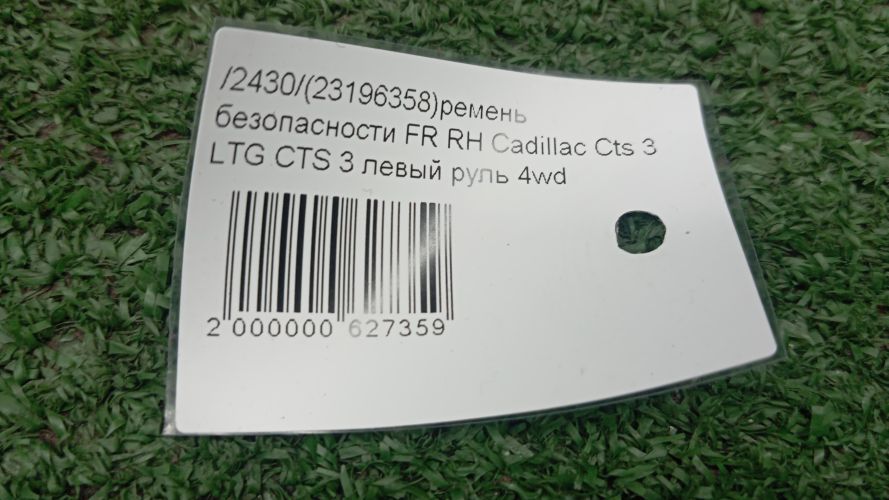 /2430/(23196358)ремень
безопасности FR RH Cadillac Cts 3
LTG CTS 3 левый руль 4wd
2 000000 627359